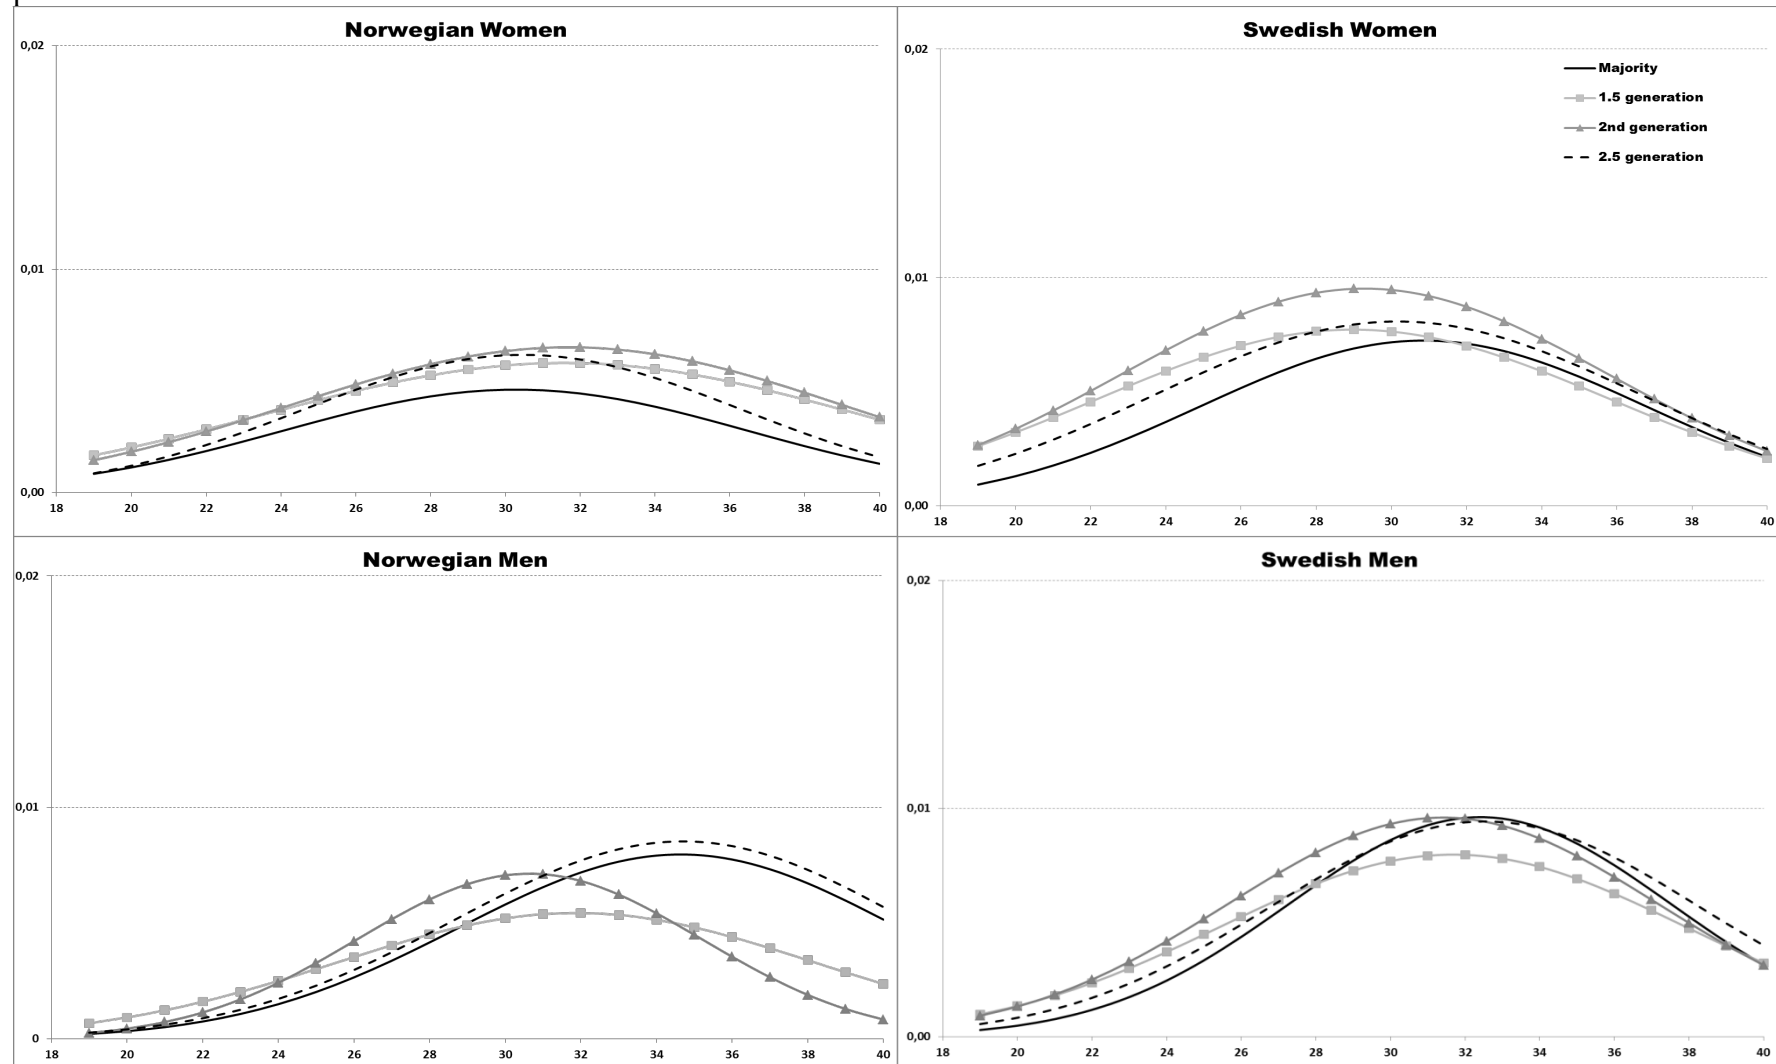 Norwegian Women
0,02
0,01
0,00
18 20 22 24 26 28 30 32 34 36 38 40
Swedish Women
0,02
Majority
1.5 generation
2nd generation
2.5 generation
0,01
0,00
18 20 22 24 26 28 30 32 34 36 38 40
Norwegian Men
0,02
0,01
0
18 20 22 24 26 28 30 32 34 36 38 40
Swedish Men
0,02
0,01
0,00
18 20 22 24 26 28 30 32 34 36 38 40